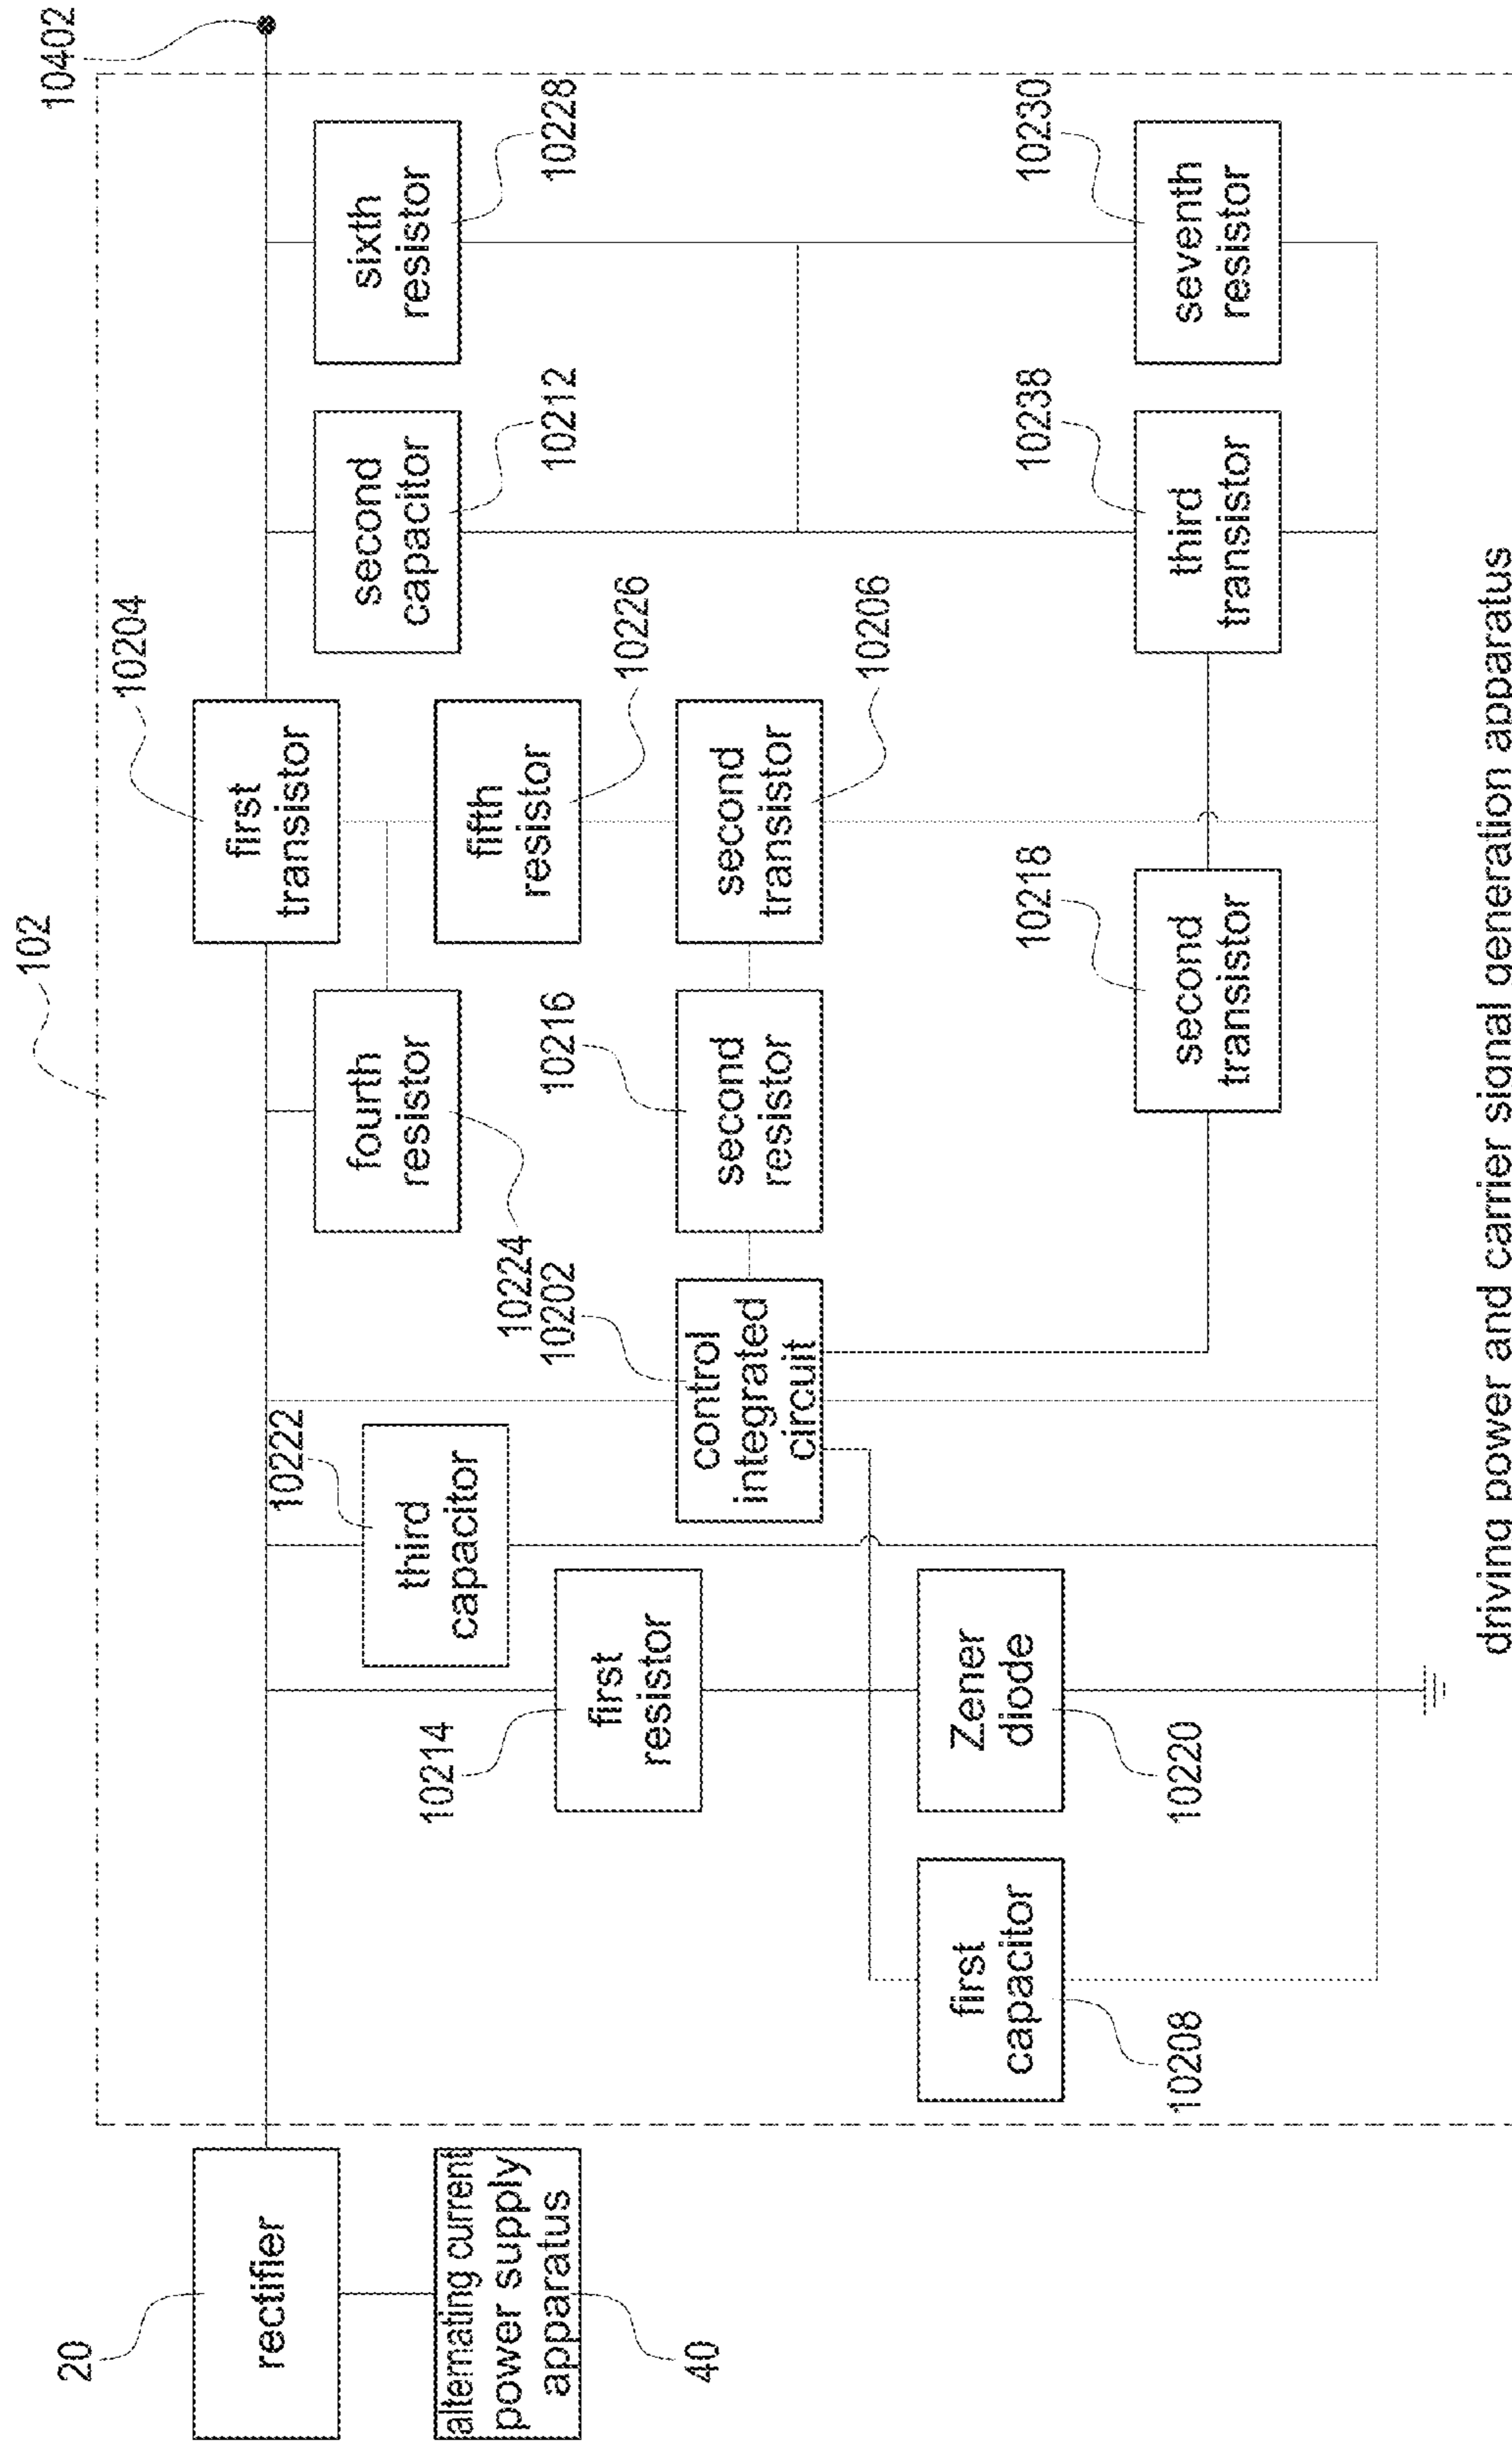 102
10402
20
rectifier
alternating current
power supply
apparatus
40
10204
first
transistor
fourth
resistor
10224
fifth
resistor
10226
second
capacitor
10212
sixth
resistor
10228
10222
third
capacitor
10214
first
resistor
10202
control
integrated
circuit
10216
second
resistor
second
transistor
10206
first
capacitor
10208
Zener
diode
10220
10218
second
transistor
10238
third
transistor
10230
seventh
resistor
driving power and carrier signal generation apparatus